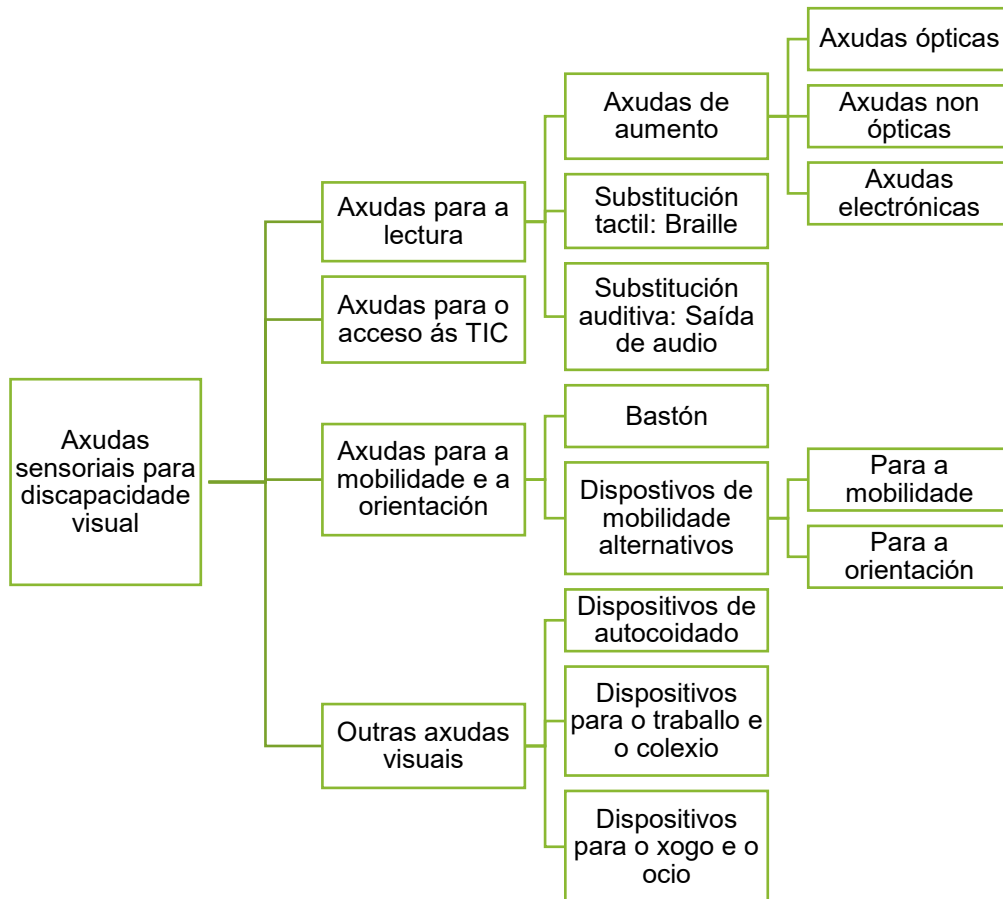 Axudas
sensoriais para
discapacidade
visual
Axudas para a
lectura
Axudas de
aumento
Axudas ópticas
Axudas non
ópticas
Axudas
electrónicas
Substitución
tactil: Braille
Substitución
auditiva: Saída
de audio
Axudas para o
acceso ás TIC
Axudas para a
mobilidade e a
orientación
Bastón
Dispostivos de
mobilidade
alternativos
Para a
mobilidade
Para a
orientación
Outras axudas
visuais
Dispositivos de
autocoidado
Dispositivos
para o traballo e
o colexio
Dispositivos
para o xogo e o
ocio